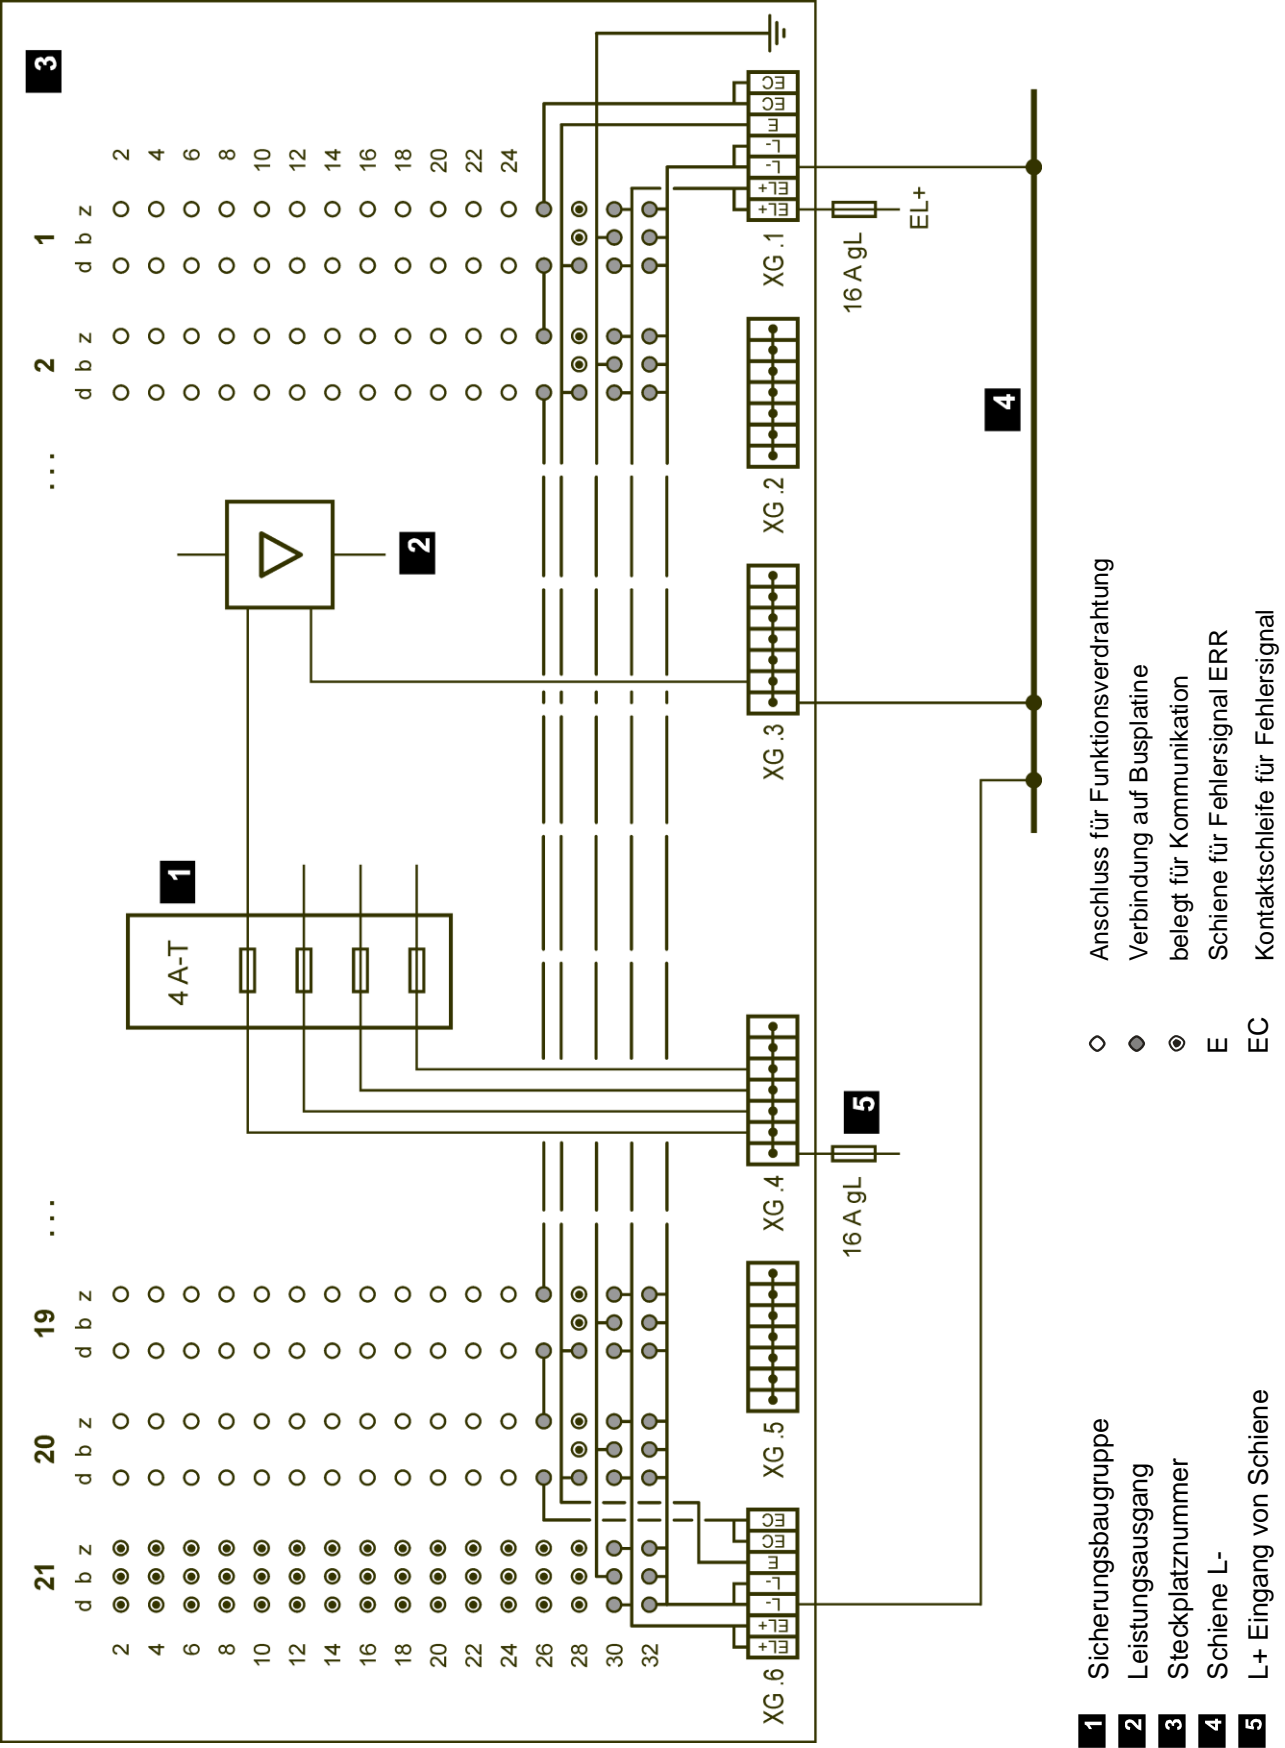 21 20 19 ... 2 1 3
d b z d b z d b z d b z d b z
2 2
4 4
6 6
4 A-T 1
8 8
10 10
12 12
14 14
16 16
18 18
2
20 20
22 22
24 24
26
28
30
32
XG .6 EL+ EL+ L- L- E EC EC XG .5 XG .4 XG .3 XG .2 XG .1 EL+ EL+ L- L- E EC EC
16 A gL 5 16 A gL
EL+
4
1 Sicherungsbaugruppe
2 Leistungsausgang
3 Steckplatznummer
4 Schiene L-
5 L+ Eingang von Schiene
Anschluss für Funktionsverdrahtung
Verbindung auf Busplatine
belegt für Kommunikation
E Schiene für Fehlersignal ERR
EC Kontaktschleife für Fehlersignal